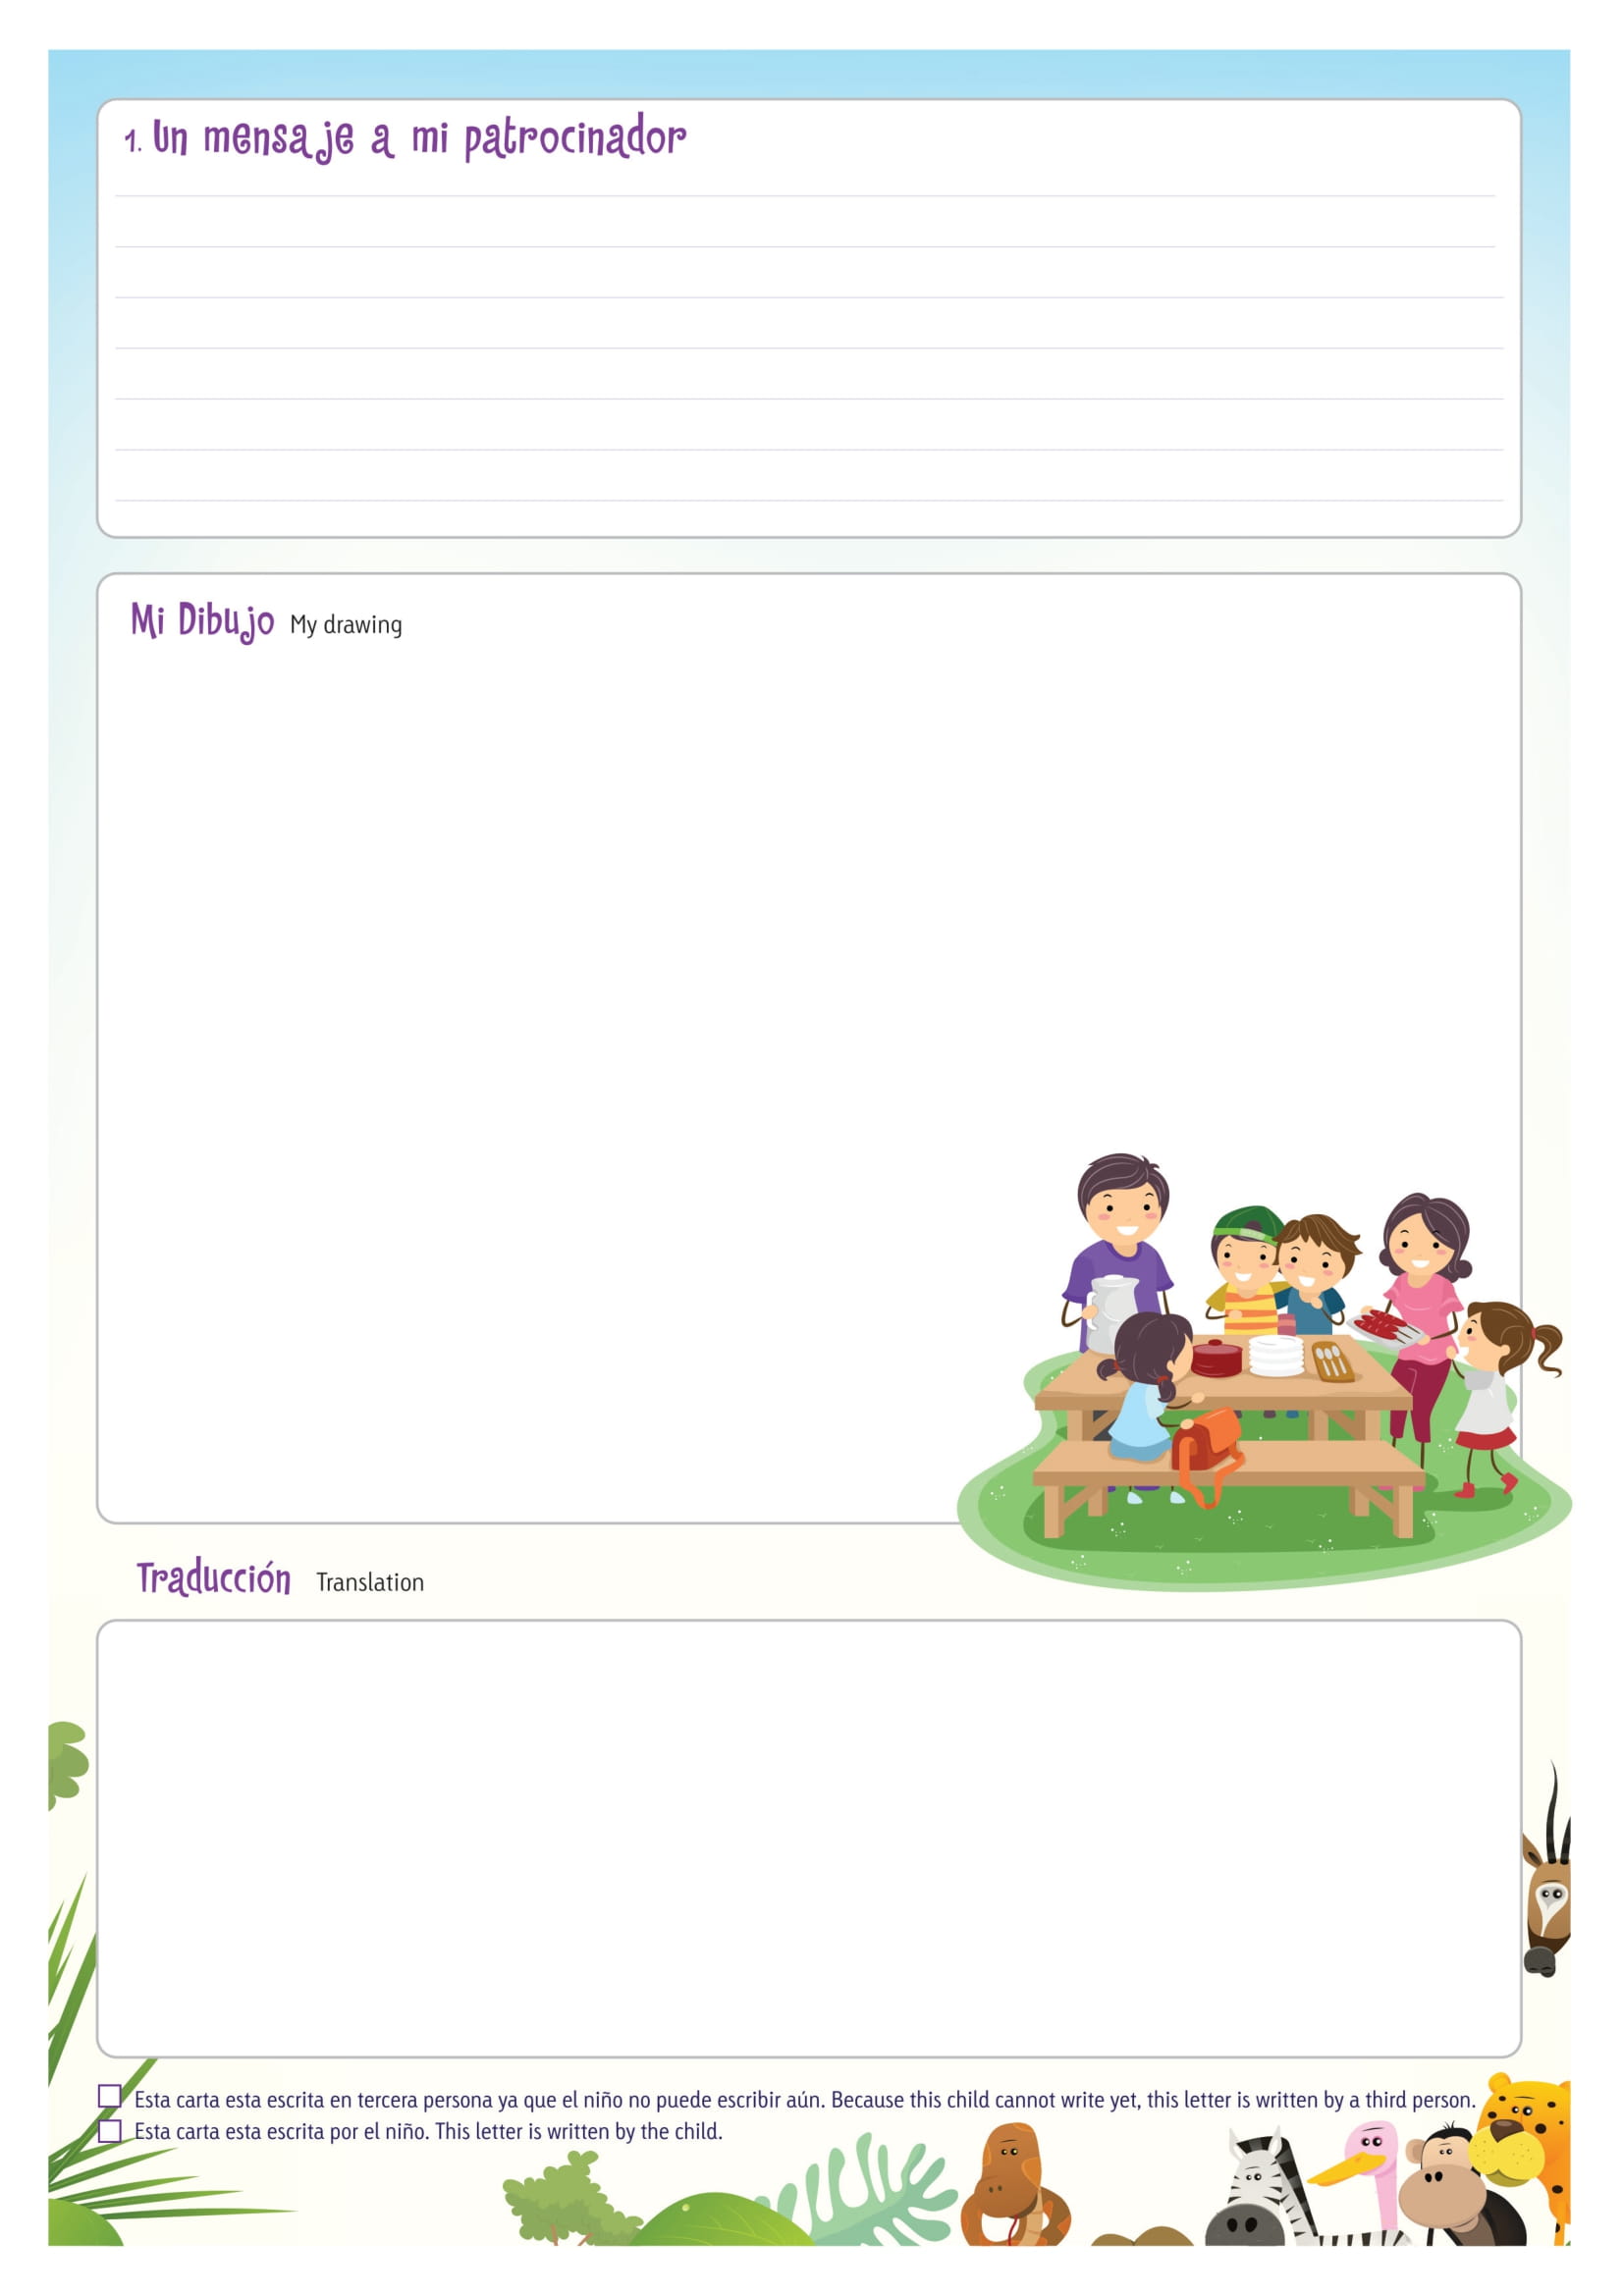 1. Un mensaje a mi patrocinador
Mi Dibujo My drawing
Traducción Translation
Esta carta esta escrita en tercera persona ya que el niño no puede escribir aún. Because this child cannot write yet, this letter is written by a third person.
Esta carta esta escrita por el niño. This letter is written by the child.